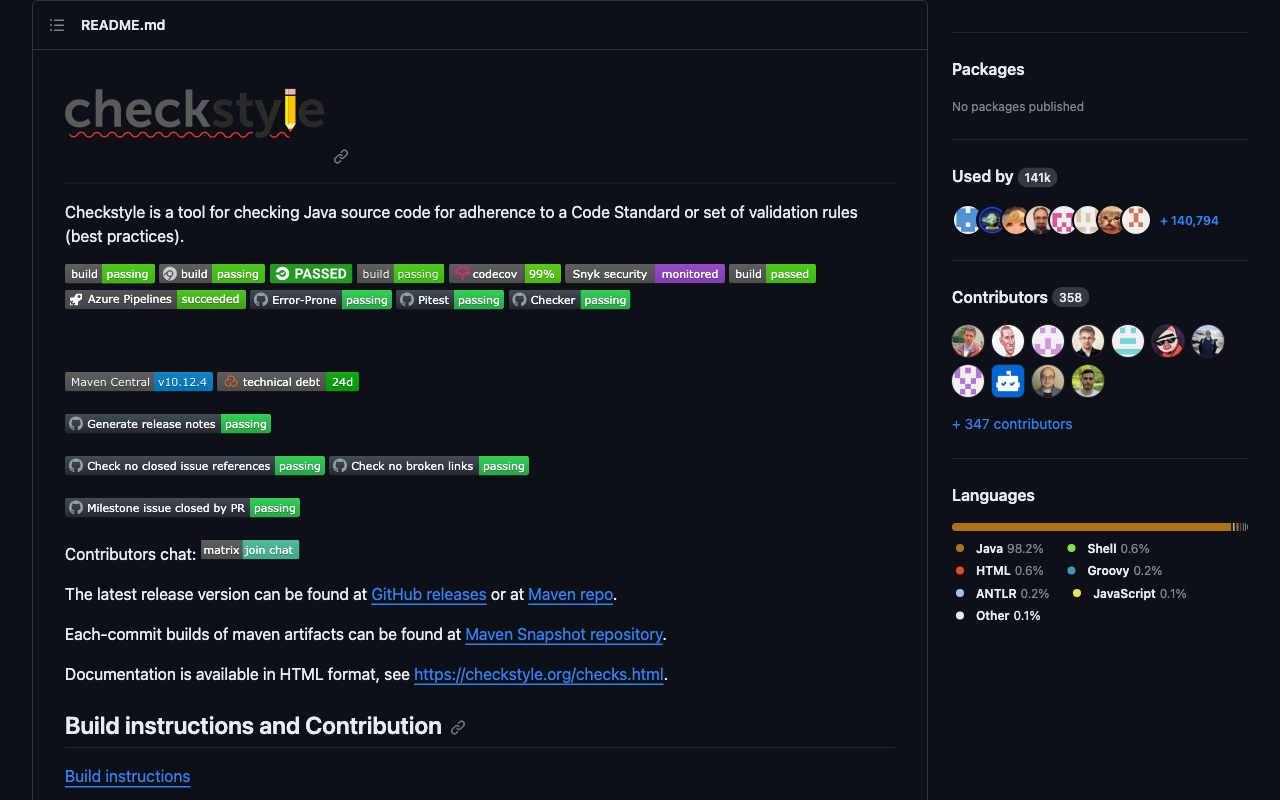 README.md
checkstyle
Checkstyle is a tool for checking Java source code for adherence to a Code Standard or set of validation rules
(best practices).
build passing build passing PASSED build passing codecov 99% Snyk security monitored build passed
Azure Pipelines succeeded Error-Prone passing Pitest passing Checker passing
Maven Central v10.12.4 technical debt 24d
Generate release notes passing
Check no closed issue references passing Check no broken links passing
Milestone issue closed by PR passing
Contributors chat: matrix join chat
The latest release version can be found at GitHub releases or at Maven repo.
Each-commit builds of maven artifacts can be found at Maven Snapshot repository.
Documentation is available in HTML format, see https://checkstyle.org/checks.html.
Build instructions and Contribution
Build instructions
Packages
No packages published
Used by 141k
+ 140,794
Contributors 358
+ 347 contributors
Languages
Java 98.2% Shell 0.6%
HTML 0.6% Groovy 0.2%
ANTLR 0.2% JavaScript 0.1%
Other 0.1%